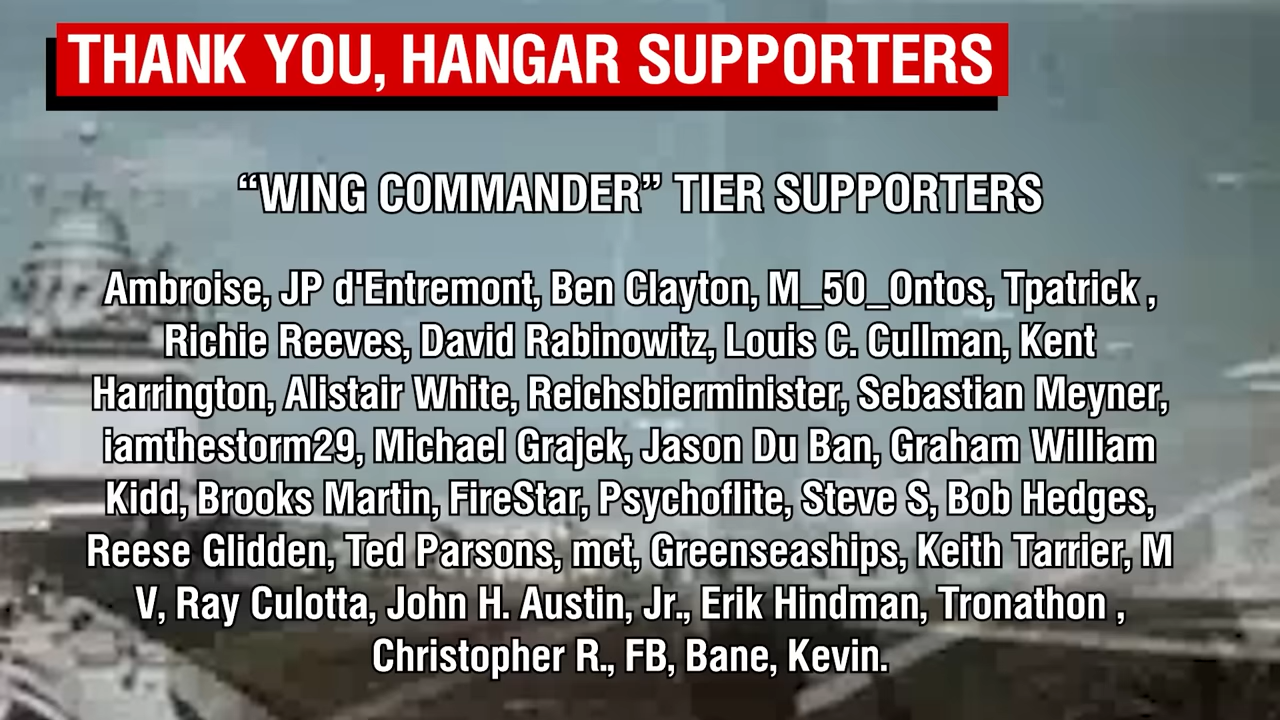 THANK YOU, HANGAR SUPPORTERS
“WING COMMANDER” TIER SUPPORTERS
Ambroise, JP d'Entremont, Ben Clayton, M_50_Ontos, Tpatrick ,
Richie Reeves, David Rabinowitz, Louis C. Cullman, Kent
Harrington, Alistair White, Reichsbierminister, Sebastian Meyner,
iamthestorm29, Michael Grajek, Jason Du Ban, Graham William
Kidd, Brooks Martin, FireStar, Psychoflite, Steve S, Bob Hedges,
Reese Glidden, Ted Parsons, mct, Greenseaships, Keith Tarrier, M
V, Ray Culotta, John H. Austin, Jr., Erik Hindman, Tronathon ,
Christopher R., FB, Bane, Kevin.